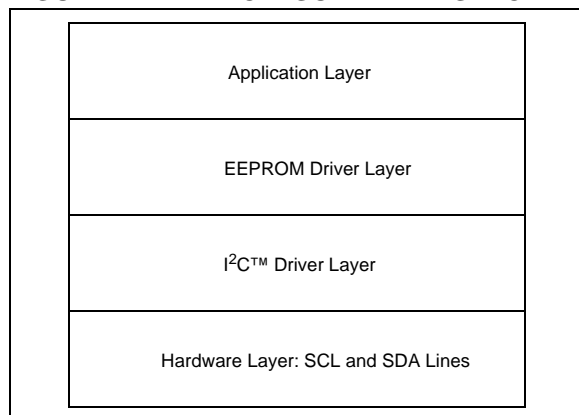 Application Layer
EEPROM Driver Layer
I²C™ Driver Layer
Hardware Layer: SCL and SDA Lines